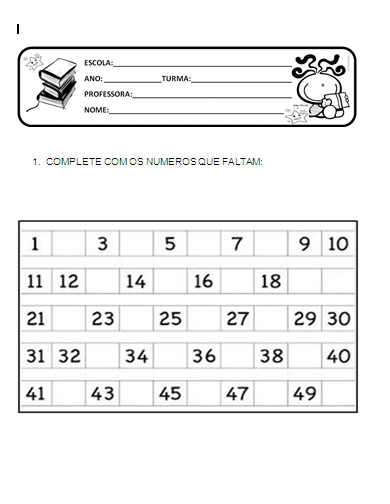 ESCOLA:
ANO: TURMA:
PROFESSORA:
NOME:
1. COMPLETE COM OS NUMEROS QUE FALTAM:
1 3 5 7 9 10
11 12 14 16 18
21 23 25 27 29 30
31 32 34 36 38 40
41 43 45 47 49